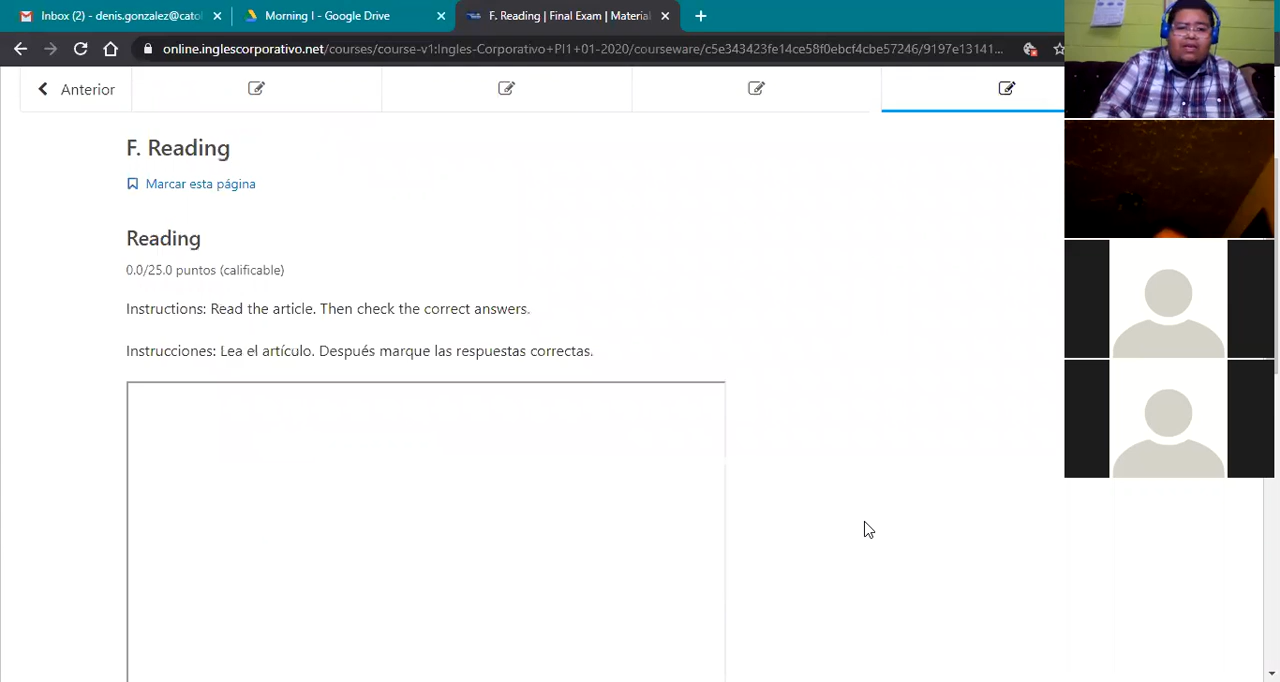 Inbox (2) - denis.gonzalez@cato
Morning I - Google Drive
F. Reading | Final Exam | Material
online.inglescorporativo.net/courses/course-v1:Ingles-Corporativo+PI1+01-2020/courseware/c5e343423fe14ce58f0ebcf4cbe57246/9197e13141...
Anterior
F. Reading
Marcar esta página
Reading
0.0/25.0 puntos (calificable)
Instructions: Read the article. Then check the correct answers.
Instrucciones: Lea el artículo. Después marque las respuestas correctas.